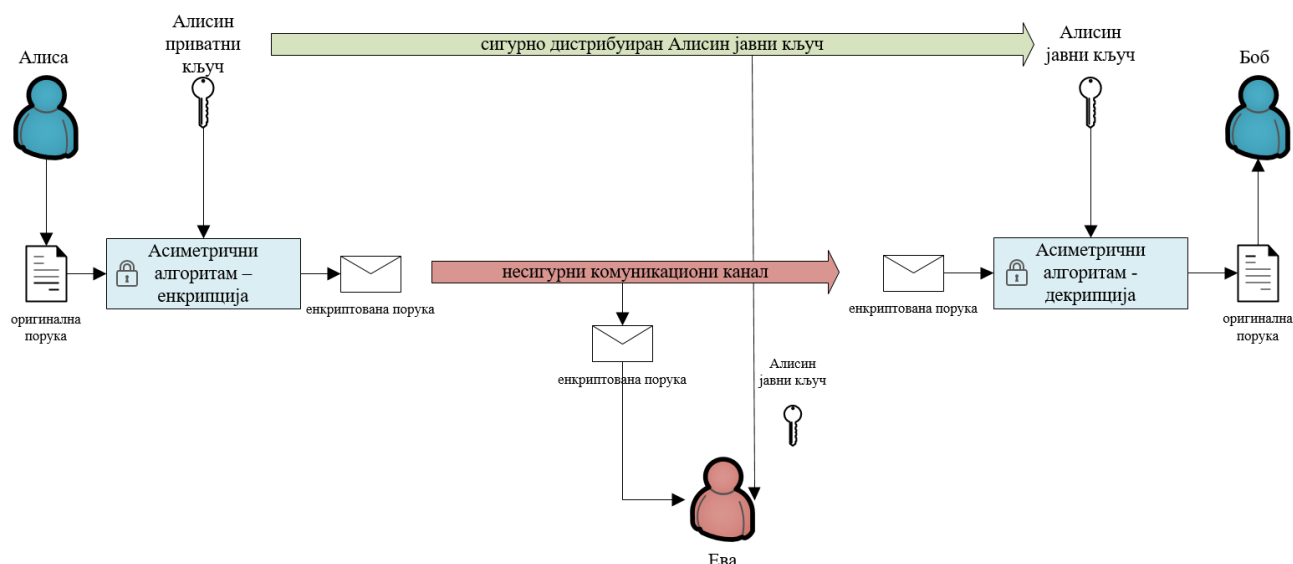 Алиса
Алисин
приватни
кључ
сигурно дистрибуиран Алисин јавни кључ
Алисин
јавни кључ
Боб
оригинална
порука
Асиметрични
алгоритам –
енкрипција
енкриптована порука
несигурни комуникациони канал
енкриптована порука
Асиметрични
алгоритам -
декрипција
оригинална
порука
енкриптована порука
Алисин
јавни кључ
Ева